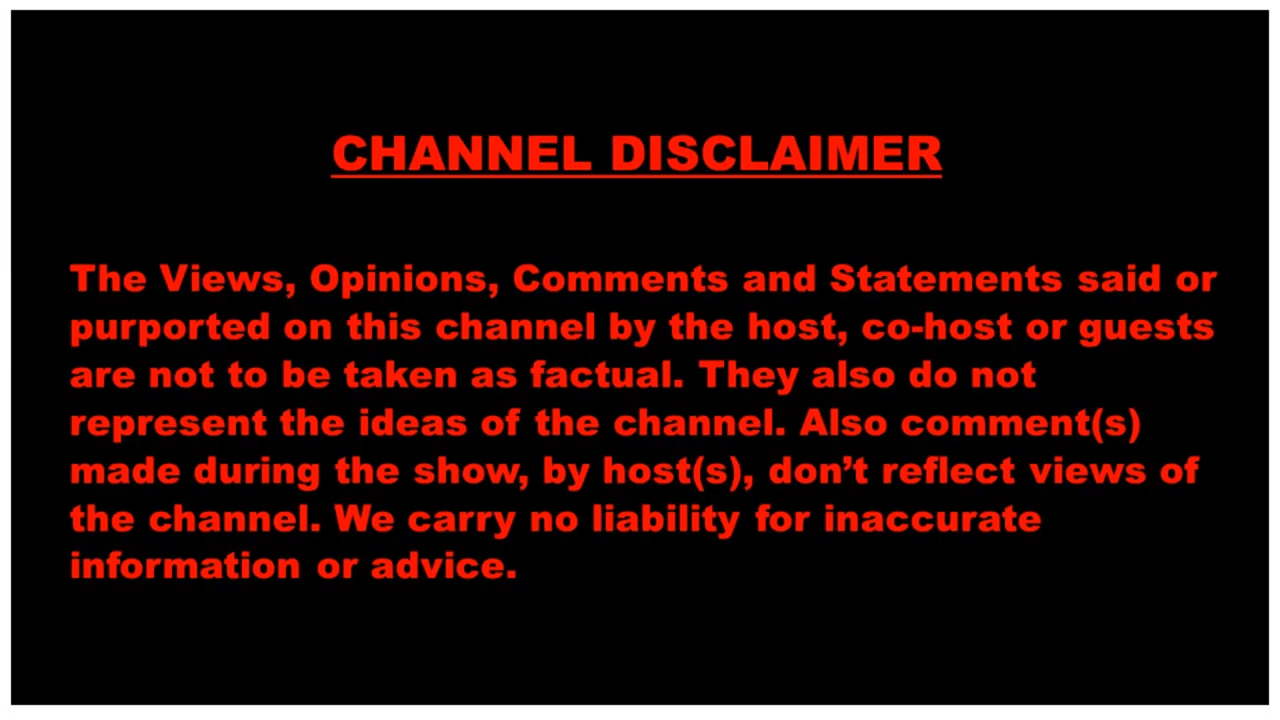 CHANNEL DISCLAIMER
The Views, Opinions, Comments and Statements said or
purported on this channel by the host, co-host or guests
are not to be taken as factual. They also do not
represent the ideas of the channel. Also comment(s)
made during the show, by host(s), don’t reflect views of
the channel. We carry no liability for inaccurate
information or advice.